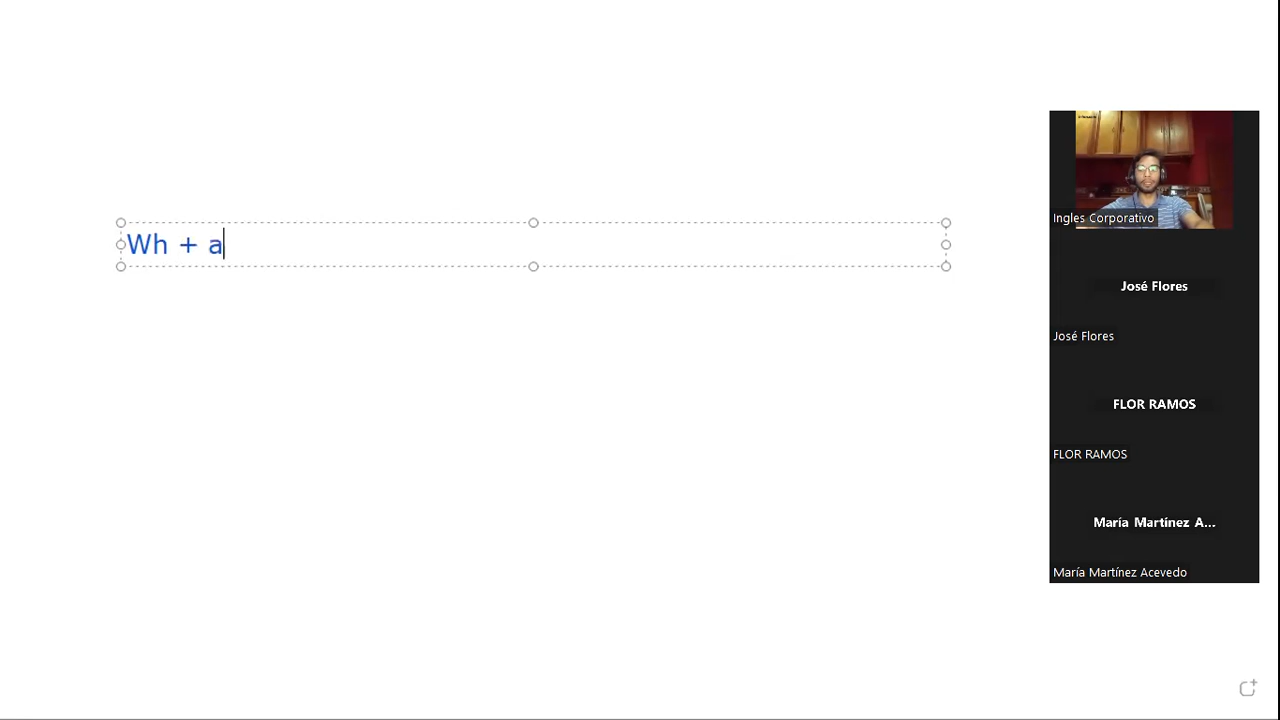 Wh + a
Ingles Corporativo
José Flores
José Flores
FLOR RAMOS
FLOR RAMOS
María Martínez A...
María Martínez Acevedo